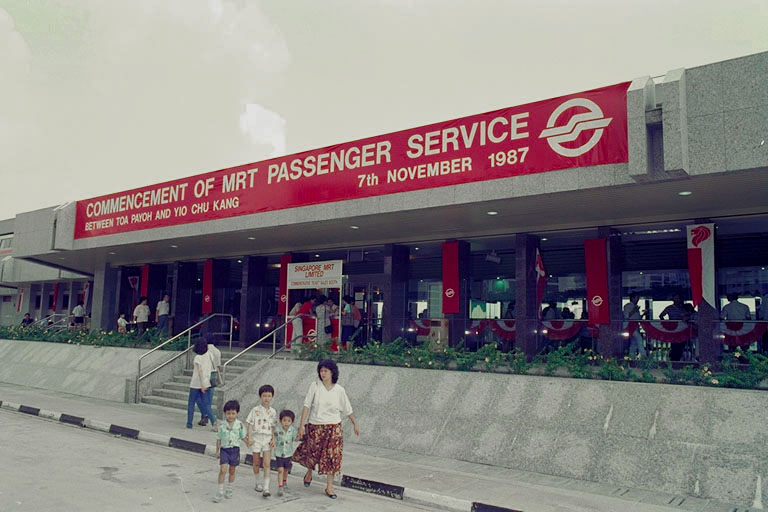 COMMENCEMENT OF MRT PASSENGER SERVICE
BETWEEN TOA PAYOH AND YIO CHU KANG
7th NOVEMBER 1987
SINGAPORE MRT
LIMITED